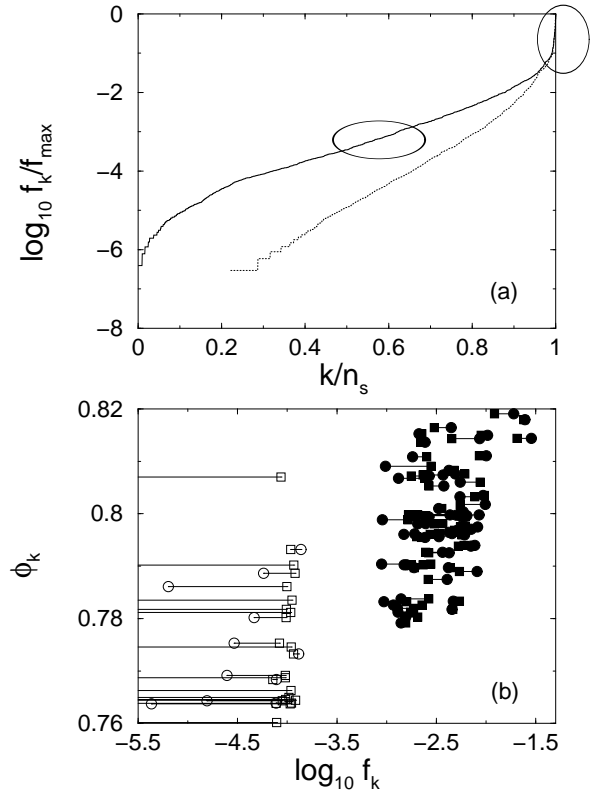 0
−2
−4
−6
−8
log₁₀ fₖ/fₘₐₓ
(a)
0 0.2 0.4 0.6 0.8 1
k/nₛ
0.82
0.8
0.78
0.76
ϕₖ
(b)
−5.5 −4.5 −3.5 −2.5 −1.5
log₁₀ fₖ